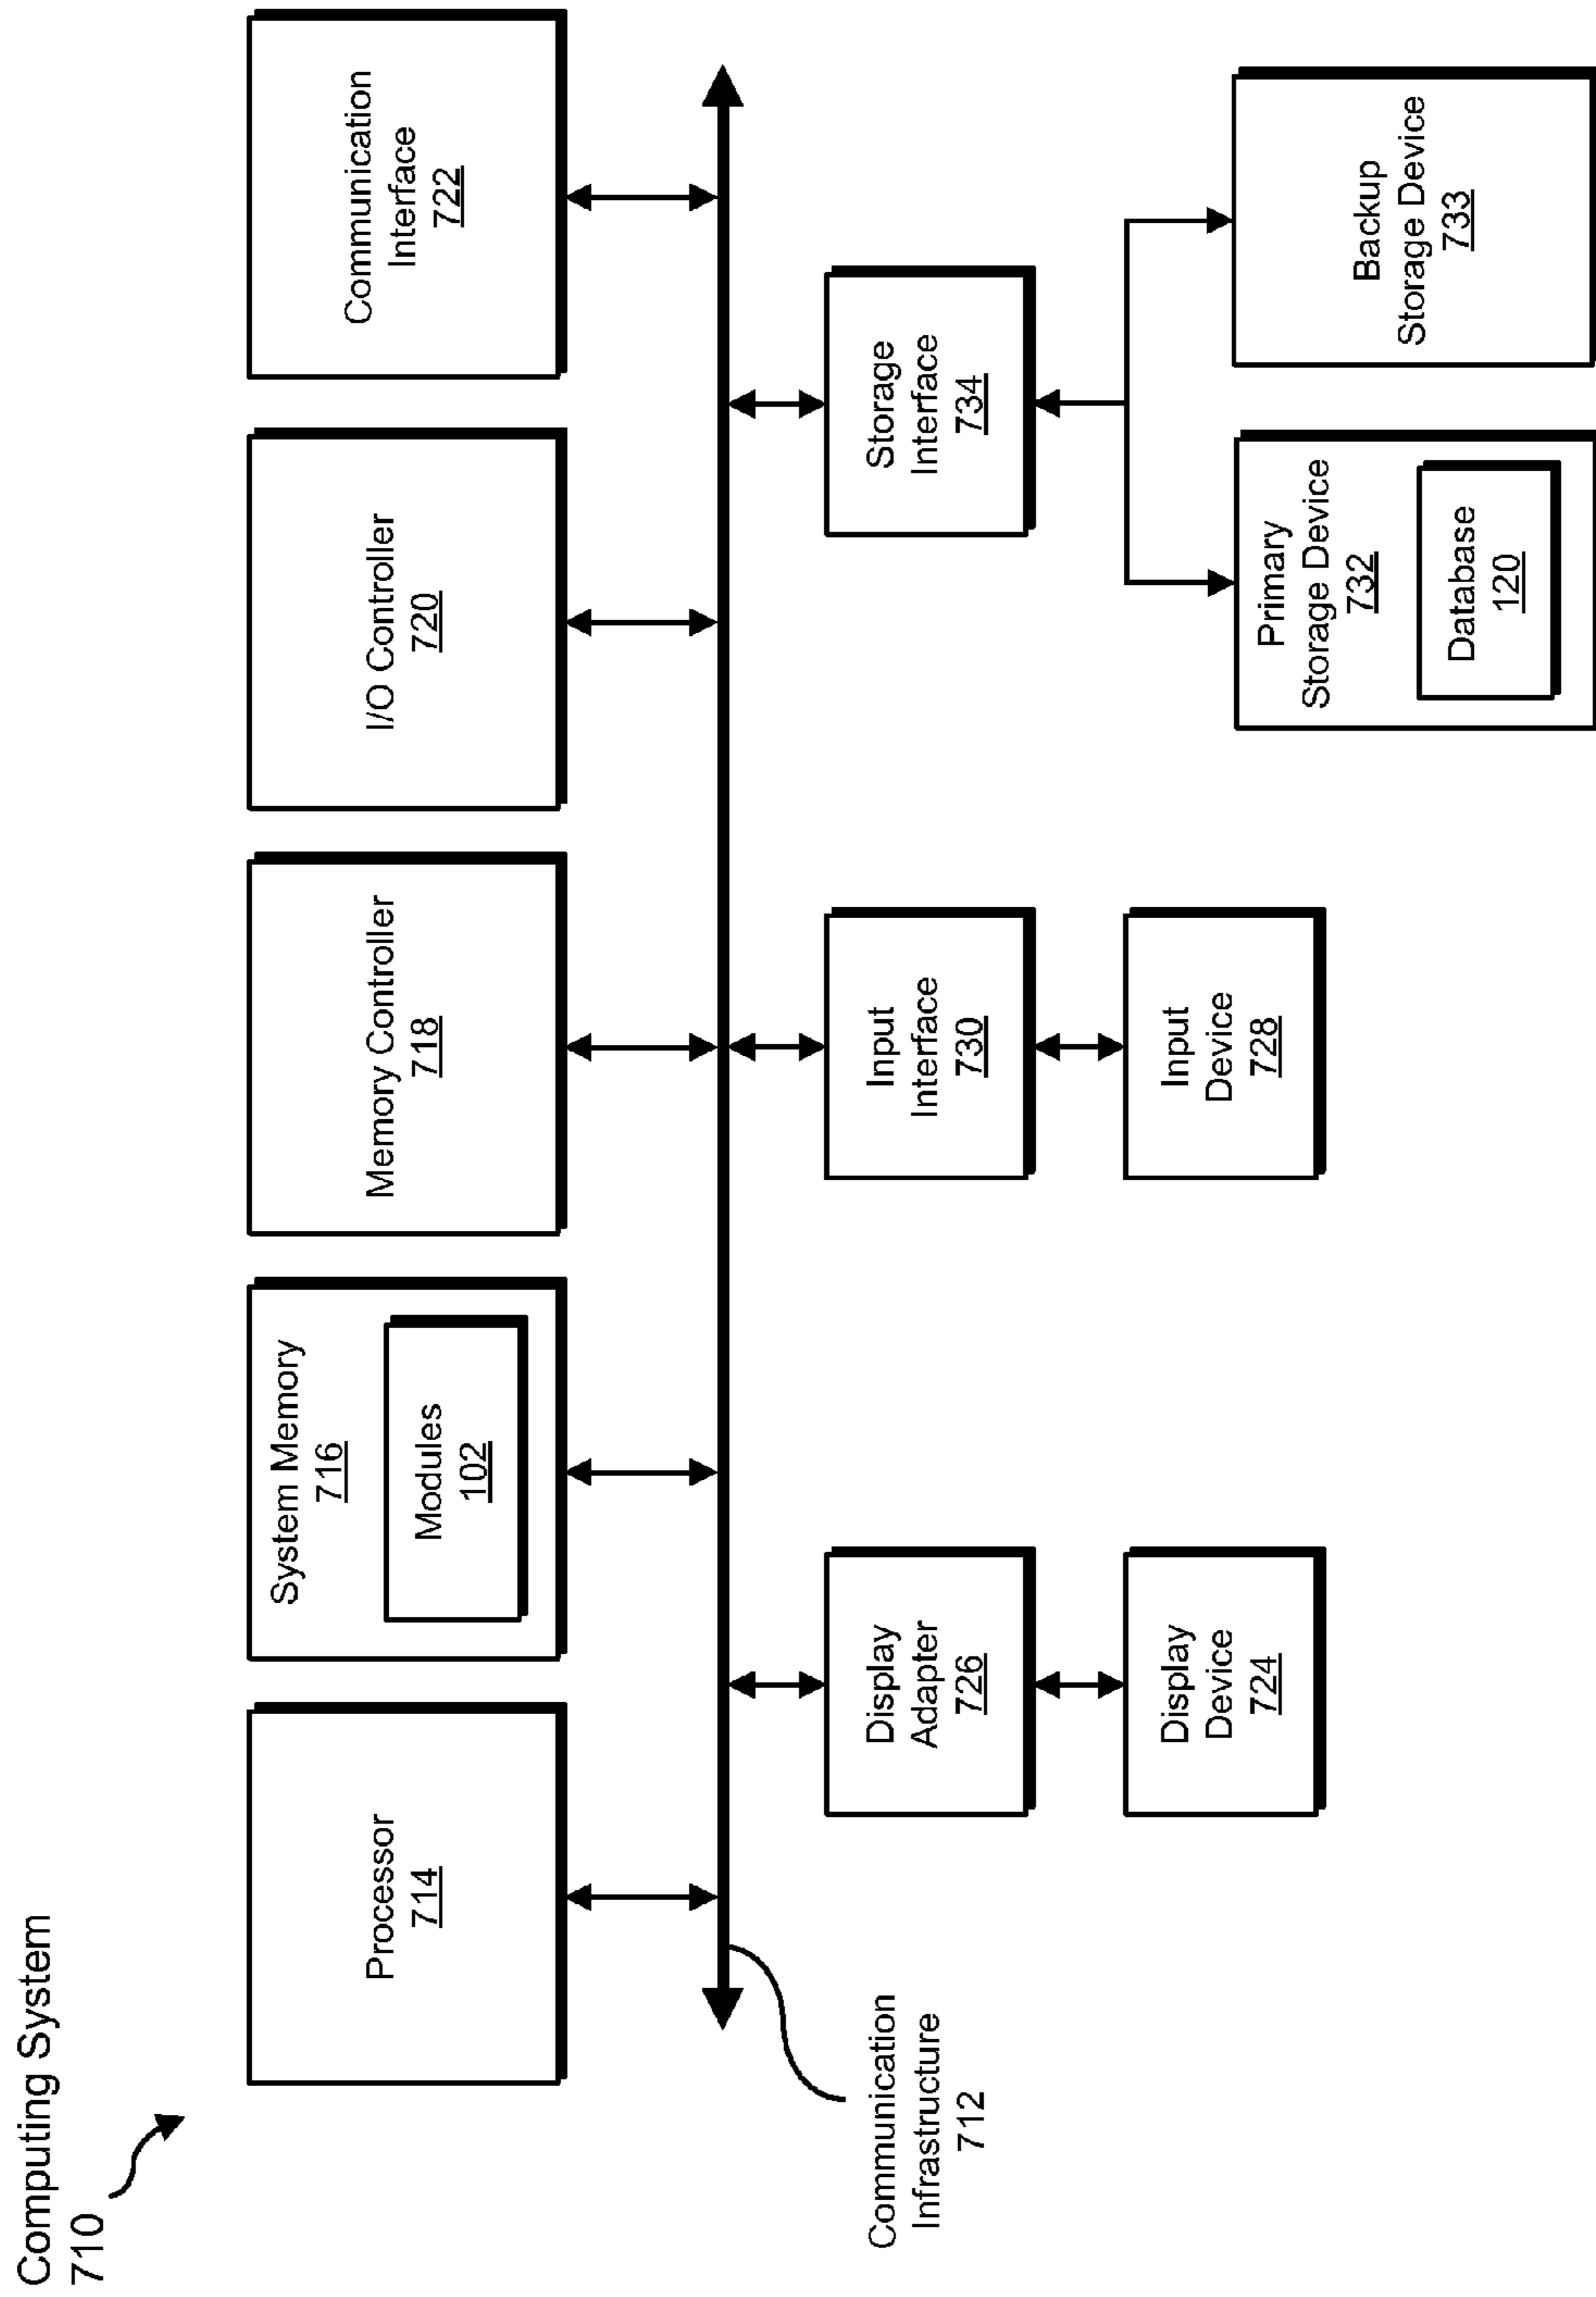 Computing System
710
Processor
714
System Memory
716
Modules
102
Memory Controller
718
I/O Controller
720
Communication
Interface
722
Communication
Infrastructure
712
Display
Adapter
726
Input
Interface
730
Storage
Interface
734
Display
Device
724
Input
Device
728
Primary
Storage Device
732
Database
120
Backup
Storage Device
733